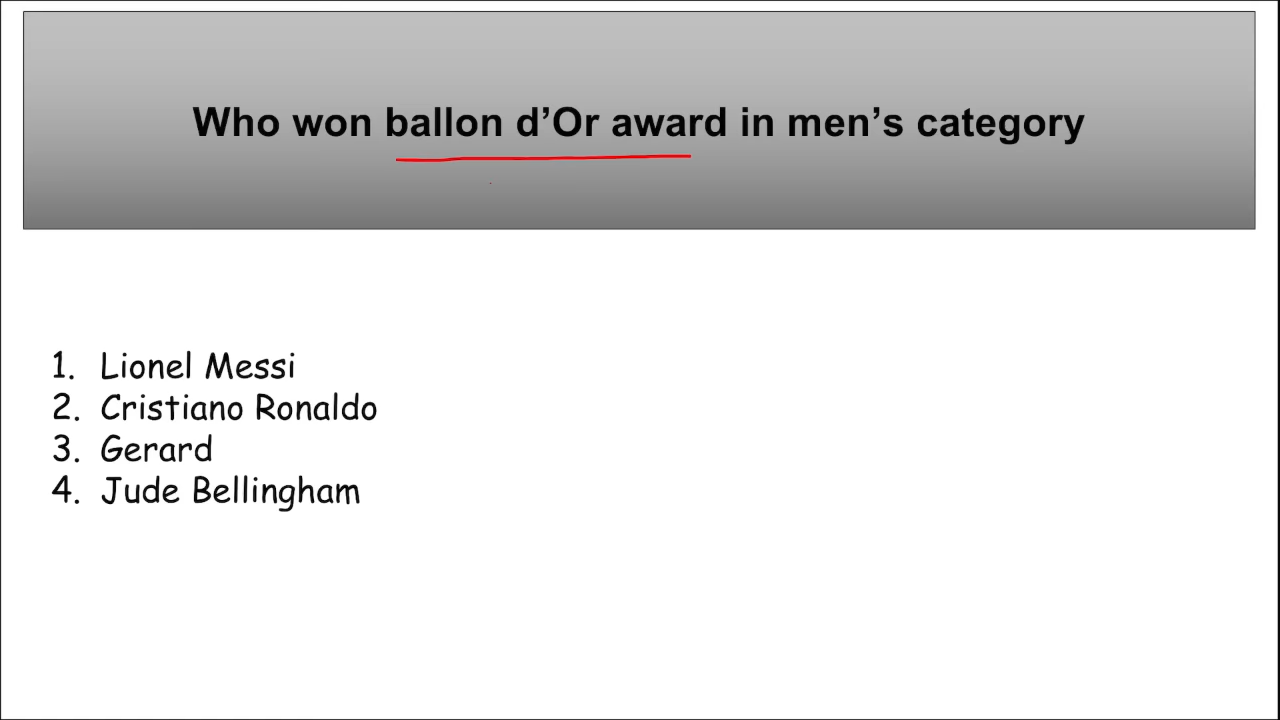 Who won ballon d’Or award in men’s category
1. Lionel Messi
2. Cristiano Ronaldo
3. Gerard
4. Jude Bellingham